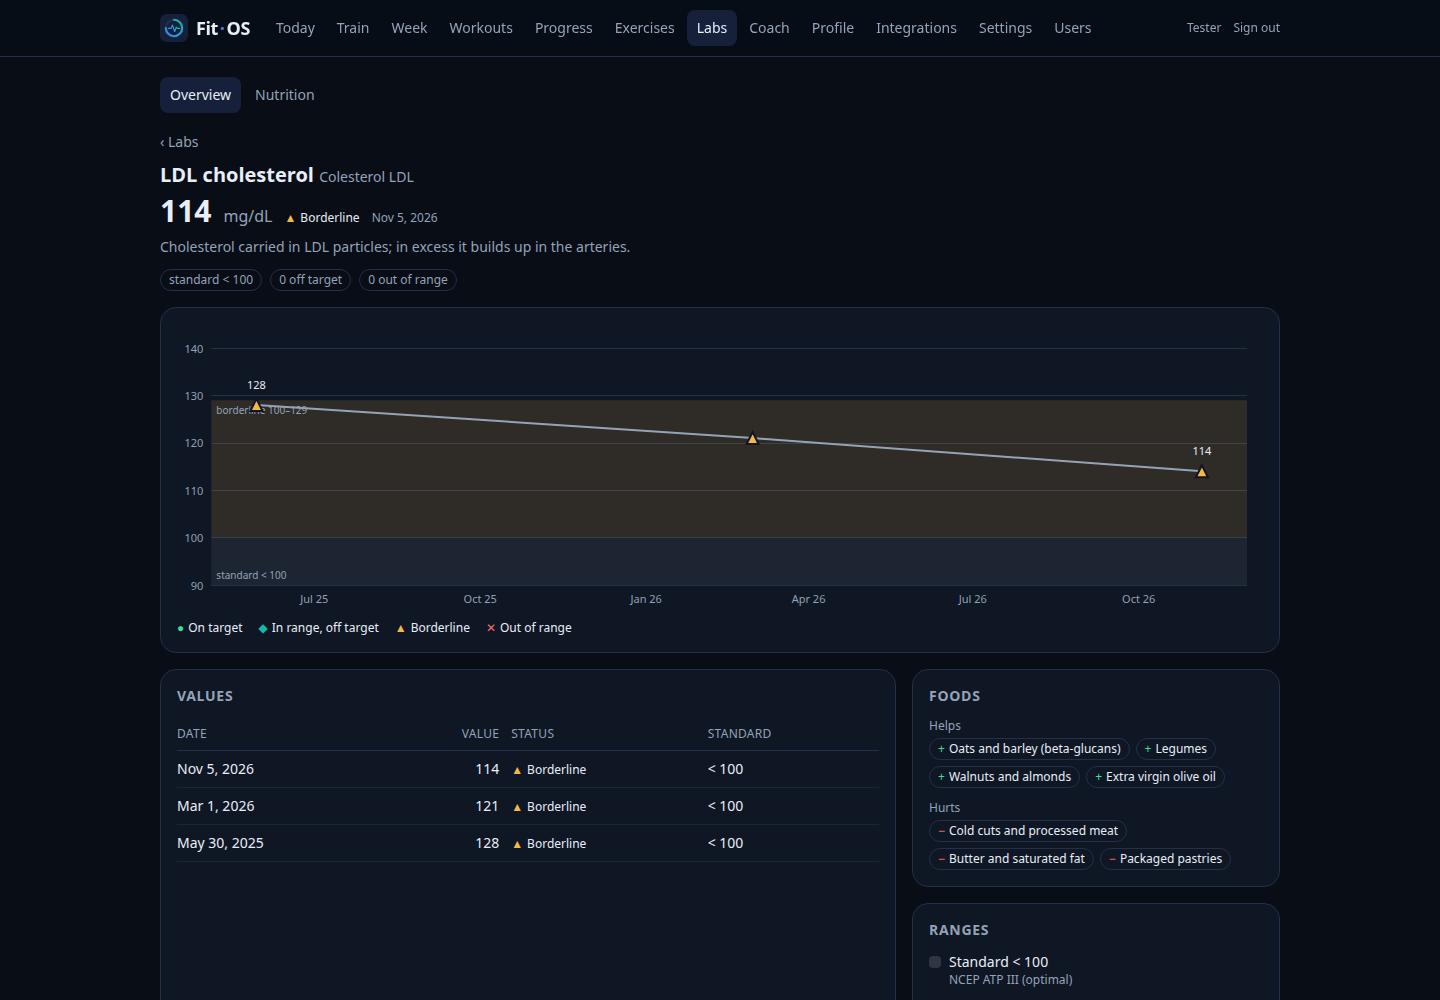 Fit·OS Today Train Week Workouts Progress Exercises Labs Coach Profile Integrations Settings Users Tester Sign out
Overview Nutrition
‹ Labs
LDL cholesterol Colesterol LDL
114 mg/dL ▲ Borderline Nov 5, 2026
Cholesterol carried in LDL particles; in excess it builds up in the arteries.
standard < 100 0 off target 0 out of range
140
128
130
borderline 100–129
120
114
110
100
standard < 100
90
Jul 25 Oct 25 Jan 26 Apr 26 Jul 26 Oct 26
● On target ◆ In range, off target ▲ Borderline ✕ Out of range
VALUES
DATE VALUE STATUS STANDARD
Nov 5, 2026 114 ▲ Borderline < 100
Mar 1, 2026 121 ▲ Borderline < 100
May 30, 2025 128 ▲ Borderline < 100
FOODS
Helps
+ Oats and barley (beta-glucans) + Legumes
+ Walnuts and almonds + Extra virgin olive oil
Hurts
− Cold cuts and processed meat
− Butter and saturated fat − Packaged pastries
RANGES
Standard < 100
NCEP ATP III (optimal)